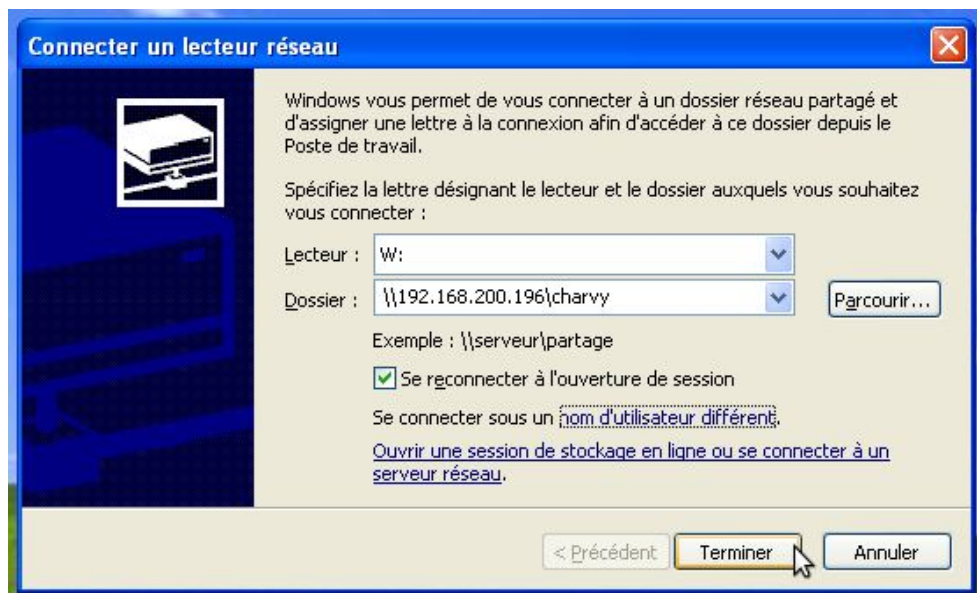 Connecter un lecteur réseau
Windows vous permet de vous connecter à un dossier réseau partagé et
d'assigner une lettre à la connexion afin d'accéder à ce dossier depuis le
Poste de travail.
Spécifiez la lettre désignant le lecteur et le dossier auxquels vous souhaitez
vous connecter :
Lecteur : W:
Dossier : \\192.168.200.196\charvy Parcourir...
Exemple : \\serveur\partage
Se reconnecter à l'ouverture de session
Se connecter sous un nom d'utilisateur différent.
Ouvrir une session de stockage en ligne ou se connecter à un
serveur réseau.
< Précédent Terminer Annuler